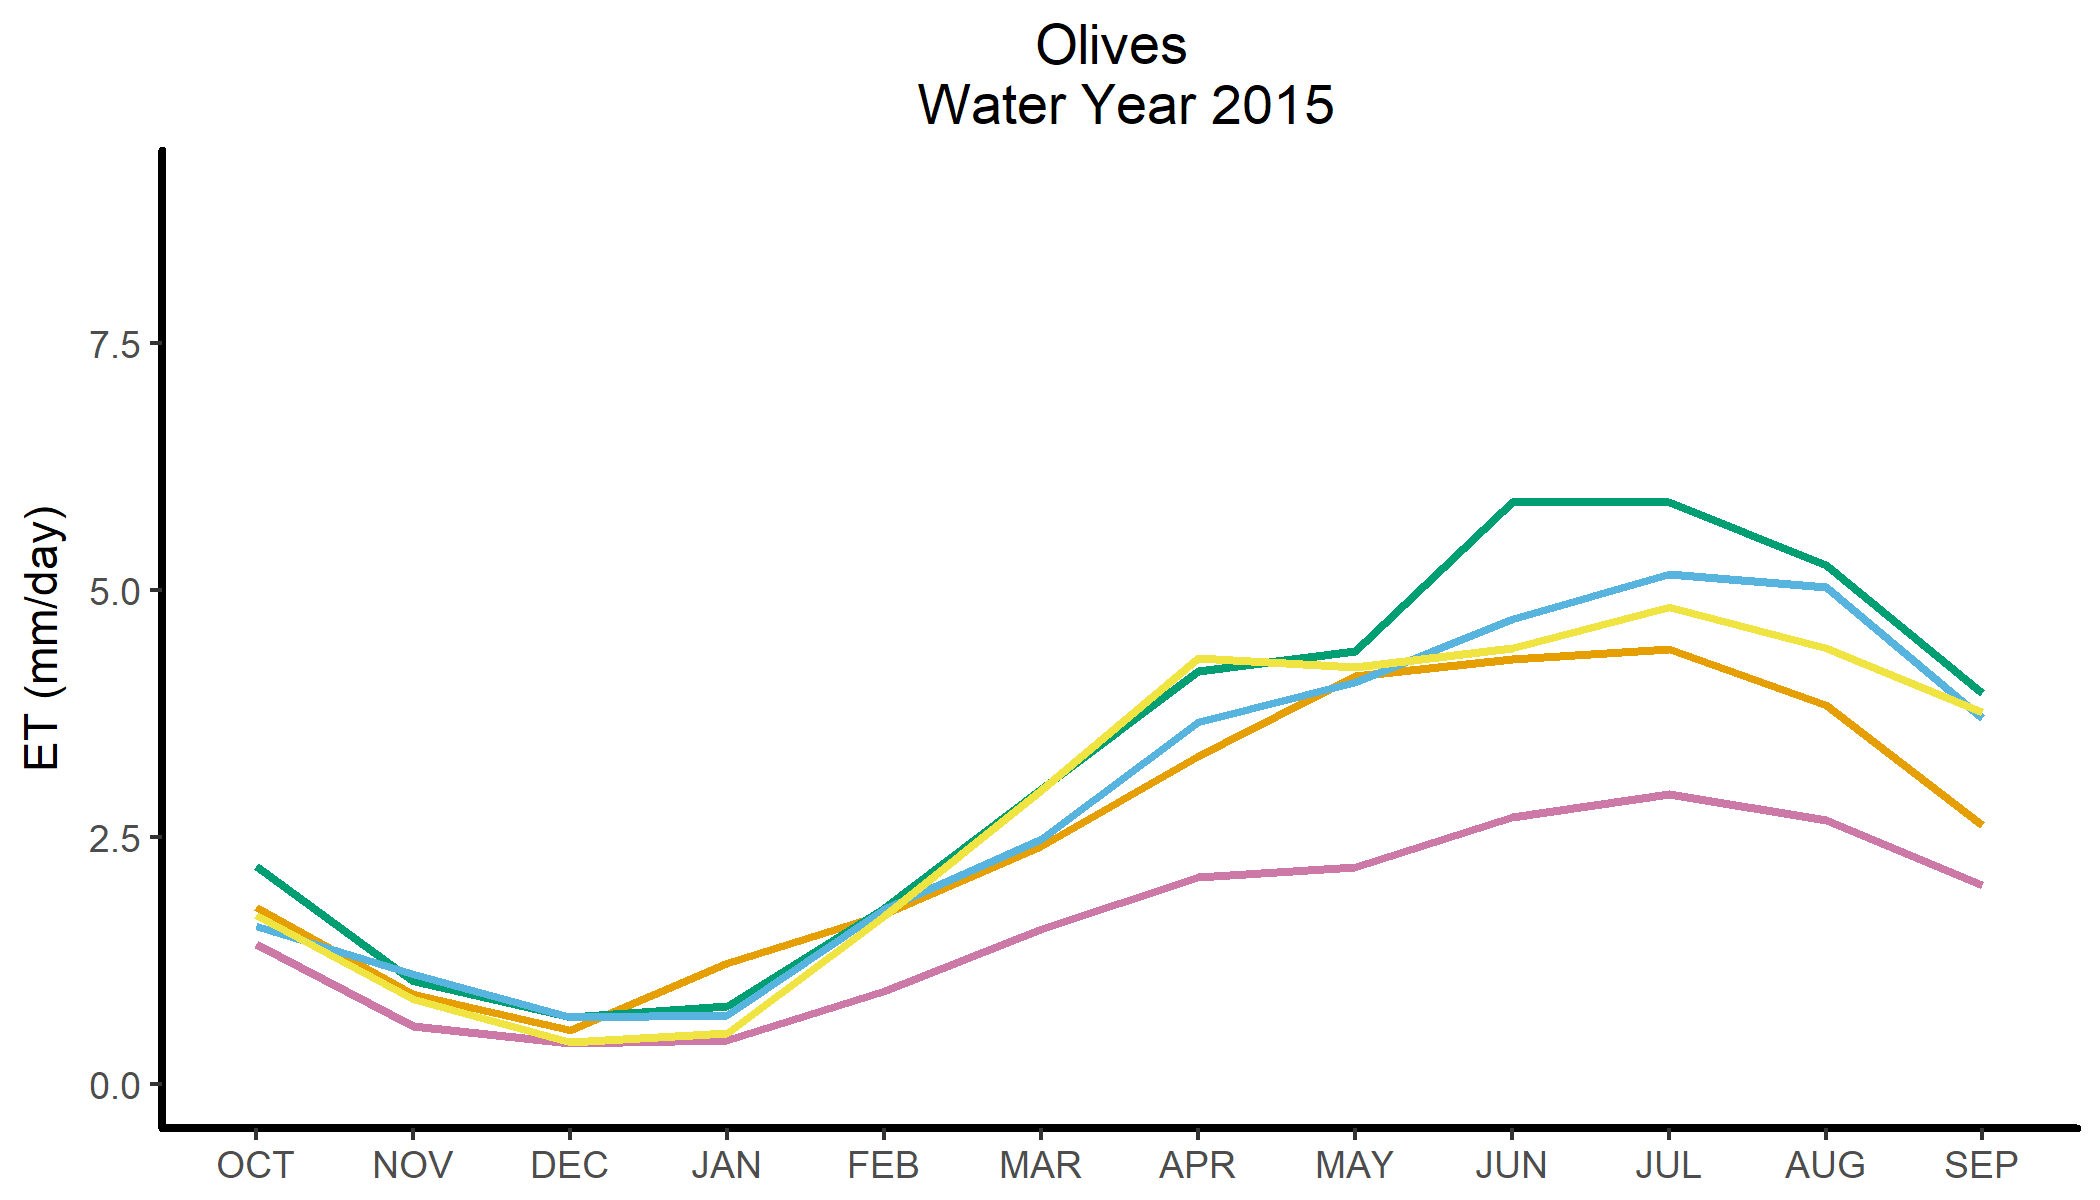 Olives
Water Year 2015
ET (mm/day)
7.5
5.0
2.5
0.0
OCT NOV DEC JAN FEB MAR APR MAY JUN JUL AUG SEP